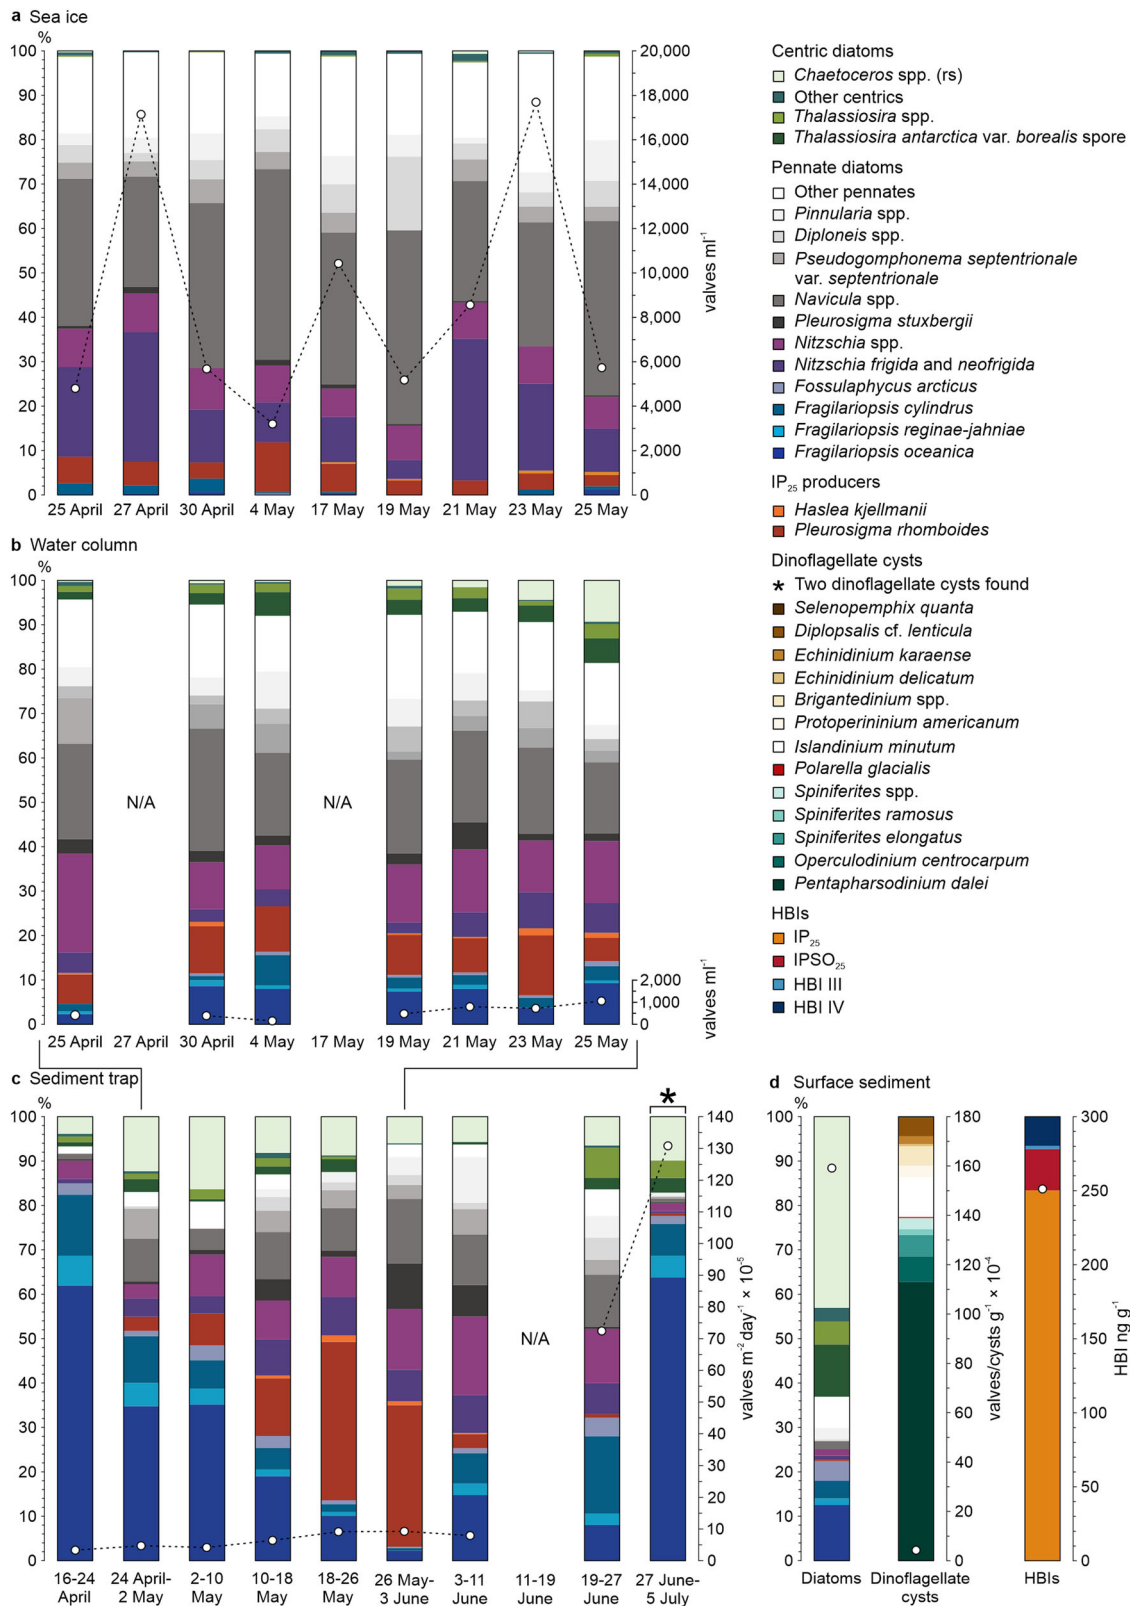 a Sea ice
%
100
90
80
70
60
50
40
30
20
10
0
20,000
18,000
16,000
14,000
12,000
10,000
8,000
6,000
4,000
2,000
0
valves ml⁻¹
25 April 27 April 30 April 4 May 17 May 19 May 21 May 23 May 25 May
b Water column
%
100
90
80
70
60
50
40
30
20
10
0
N/A
N/A
2,000
1,000
0
valves ml⁻¹
25 April 27 April 30 April 4 May 17 May 19 May 21 May 23 May 25 May
c Sediment trap
%
100
90
80
70
60
50
40
30
20
10
0
N/A
*
140
130
120
110
100
90
80
70
60
50
40
30
20
10
0
valves m⁻² day⁻¹ × 10⁻⁵
16-24 24 April- 2-10 10-18 18-26 26 May- 3-11 11-19 19-27 27 June-
April 2 May May May May 3 June June June June 5 July
d Surface sediment
%
100
90
80
70
60
50
40
30
20
10
0
180
160
140
120
100
80
60
40
20
0
valves/cysts g⁻¹ × 10⁻⁴
300
250
200
150
100
50
0
HBI ng g⁻¹
Diatoms Dinoflagellate HBIs
cysts
Centric diatoms
Chaetoceros spp. (rs)
Other centrics
Thalassiosira spp.
Thalassiosira antarctica var. borealis spore
Pennate diatoms
Other pennates
Pinnularia spp.
Diploneis spp.
Pseudogomphonema septentrionale
var. septentrionale
Navicula spp.
Pleurosigma stuxbergii
Nitzschia spp.
Nitzschia frigida and neofrigida
Fossulaphycus arcticus
Fragilariopsis cylindrus
Fragilariopsis reginae-jahniae
Fragilariopsis oceanica
IP₂₅ producers
Haslea kjellmanii
Pleurosigma rhomboides
Dinoflagellate cysts
* Two dinoflagellate cysts found
Selenopemphix quanta
Diplopsalis cf. lenticula
Echinidinium karaense
Echinidinium delicatum
Brigantedinium spp.
Protoperininium americanum
Islandinium minutum
Polarella glacialis
Spiniferites spp.
Spiniferites ramosus
Spiniferites elongatus
Operculodinium centrocarpum
Pentapharsodinium dalei
HBIs
IP₂₅
IPSO₂₅
HBI III
HBI IV